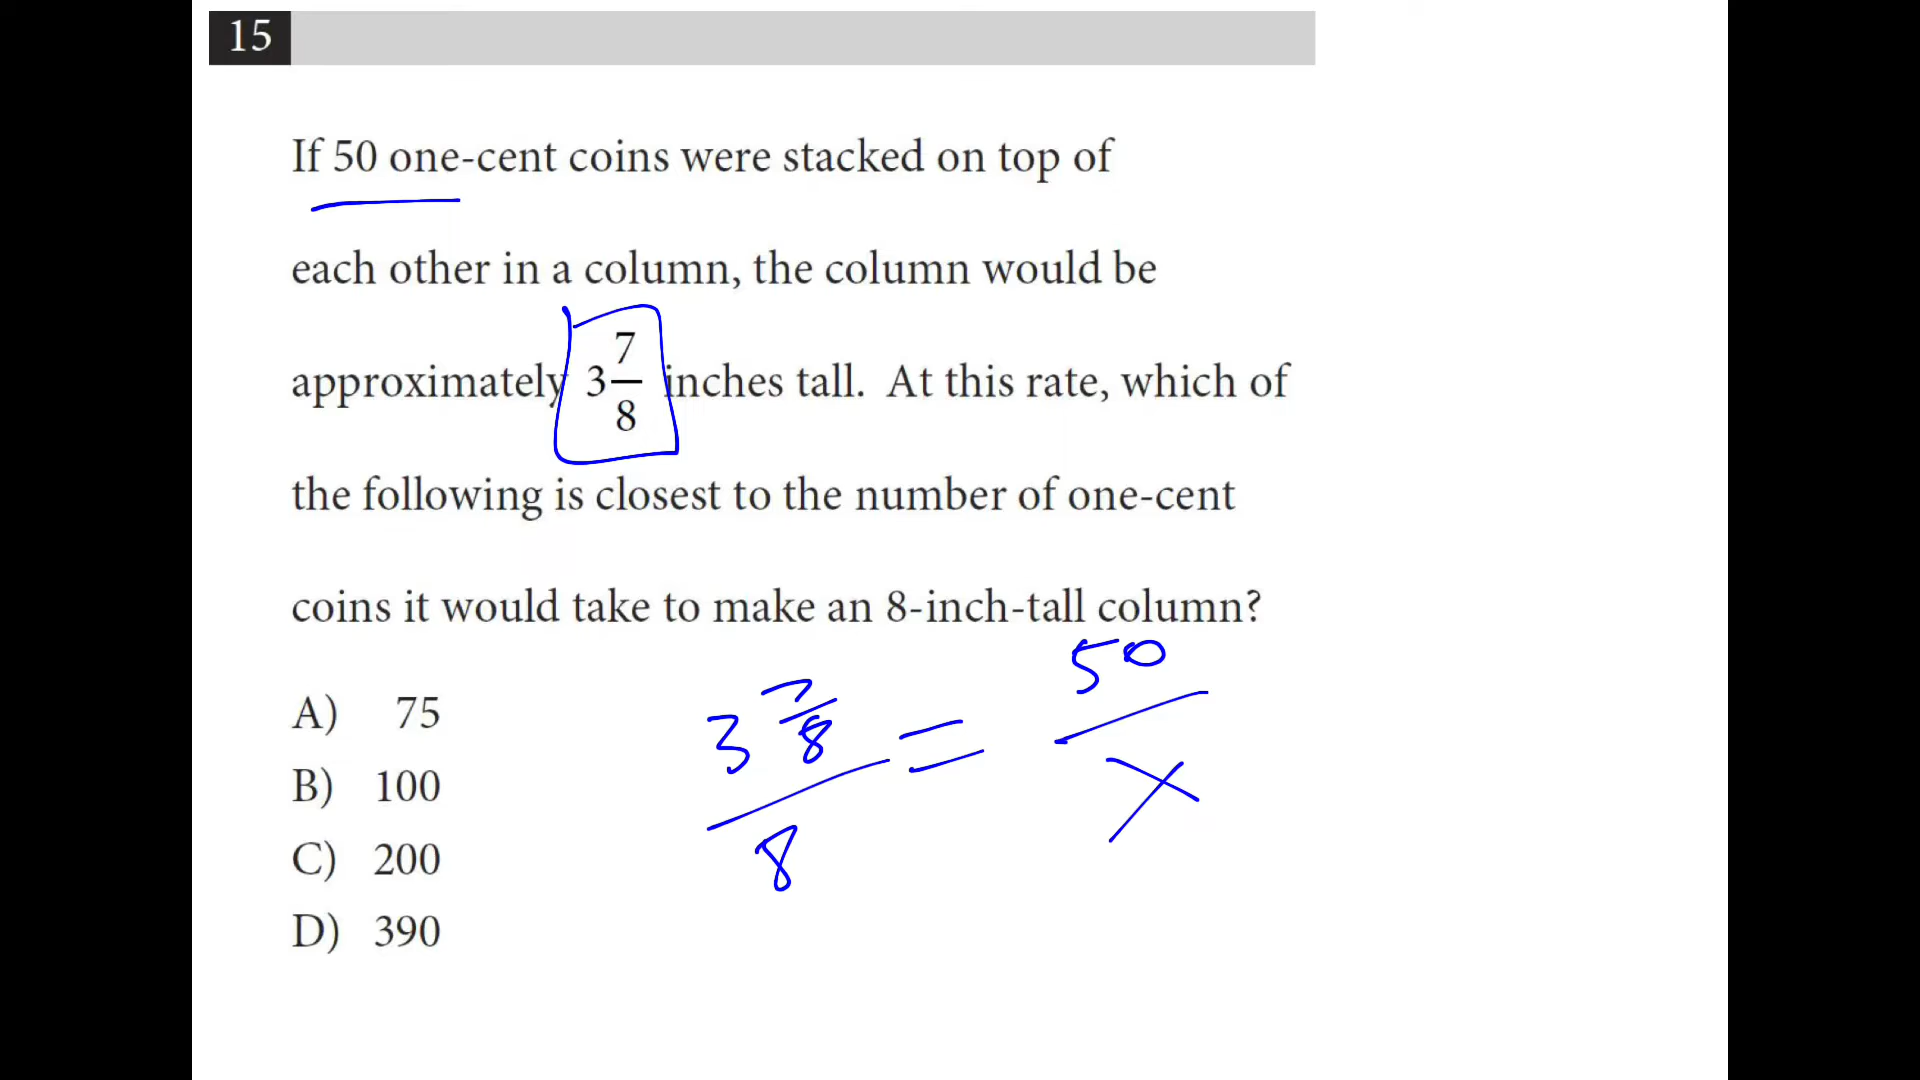 15
If 50 one-cent coins were stacked on top of
each other in a column, the column would be
approximately 3 7/8 inches tall. At this rate, which of
the following is closest to the number of one-cent
coins it would take to make an 8-inch-tall column?
A) 75
B) 100
C) 200
D) 390
3 7/8 / 8 = 50 / x